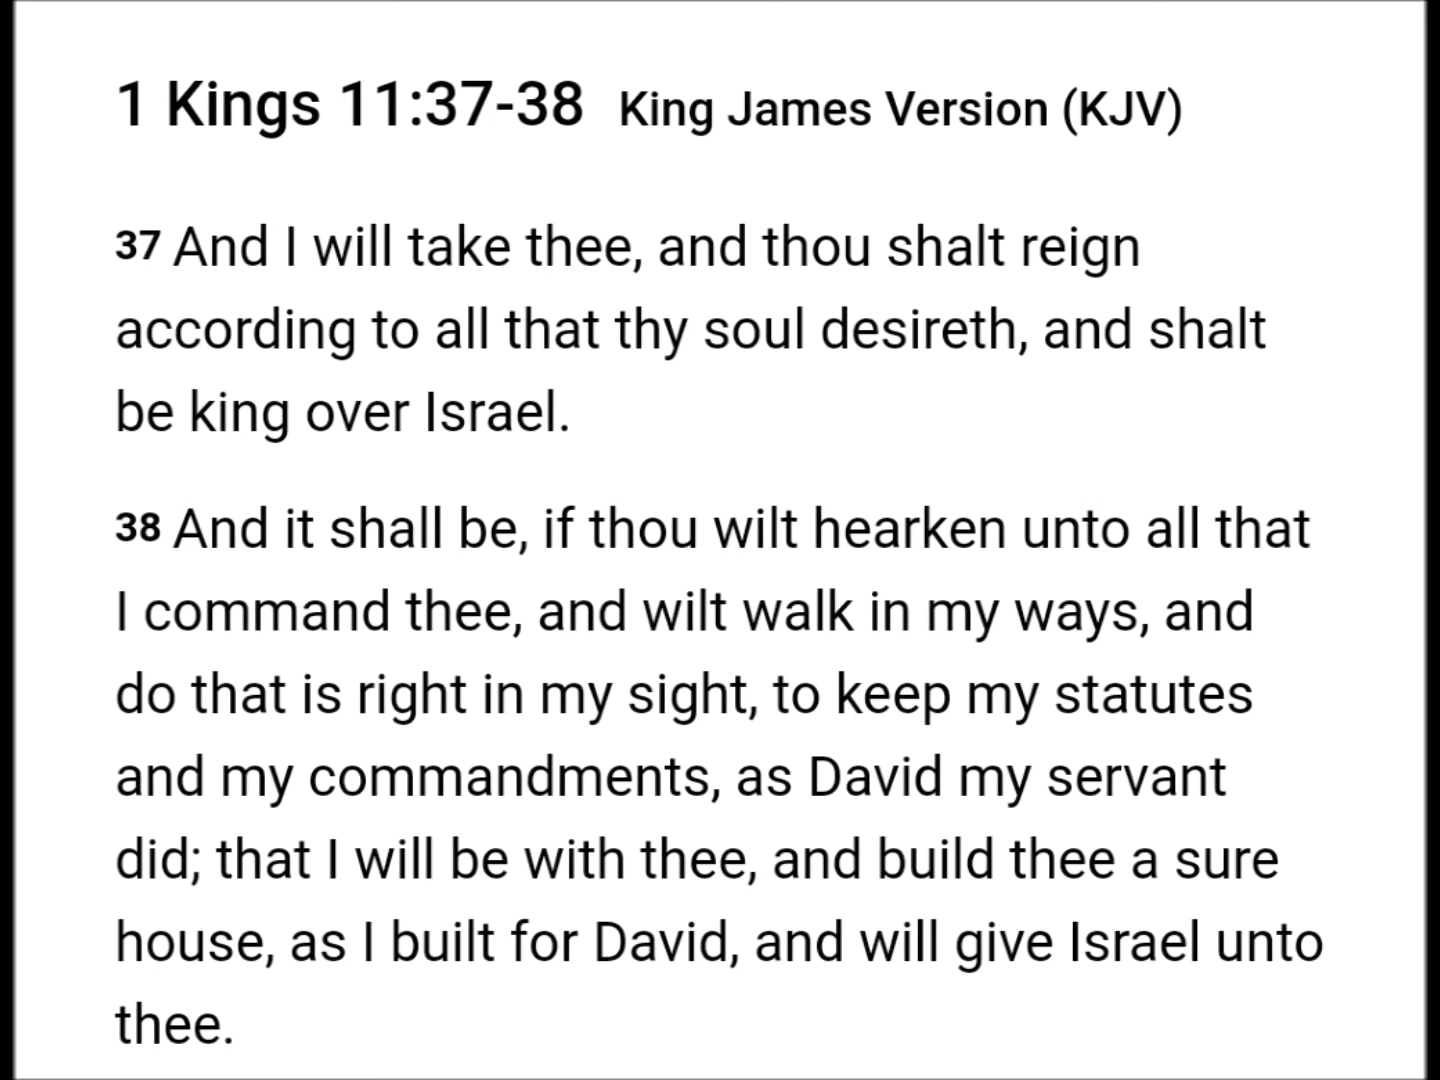 1 Kings 11:37-38 King James Version (KJV)
37 And I will take thee, and thou shalt reign
according to all that thy soul desireth, and shalt
be king over Israel.
38 And it shall be, if thou wilt hearken unto all that
I command thee, and wilt walk in my ways, and
do that is right in my sight, to keep my statutes
and my commandments, as David my servant
did; that I will be with thee, and build thee a sure
house, as I built for David, and will give Israel unto
thee.